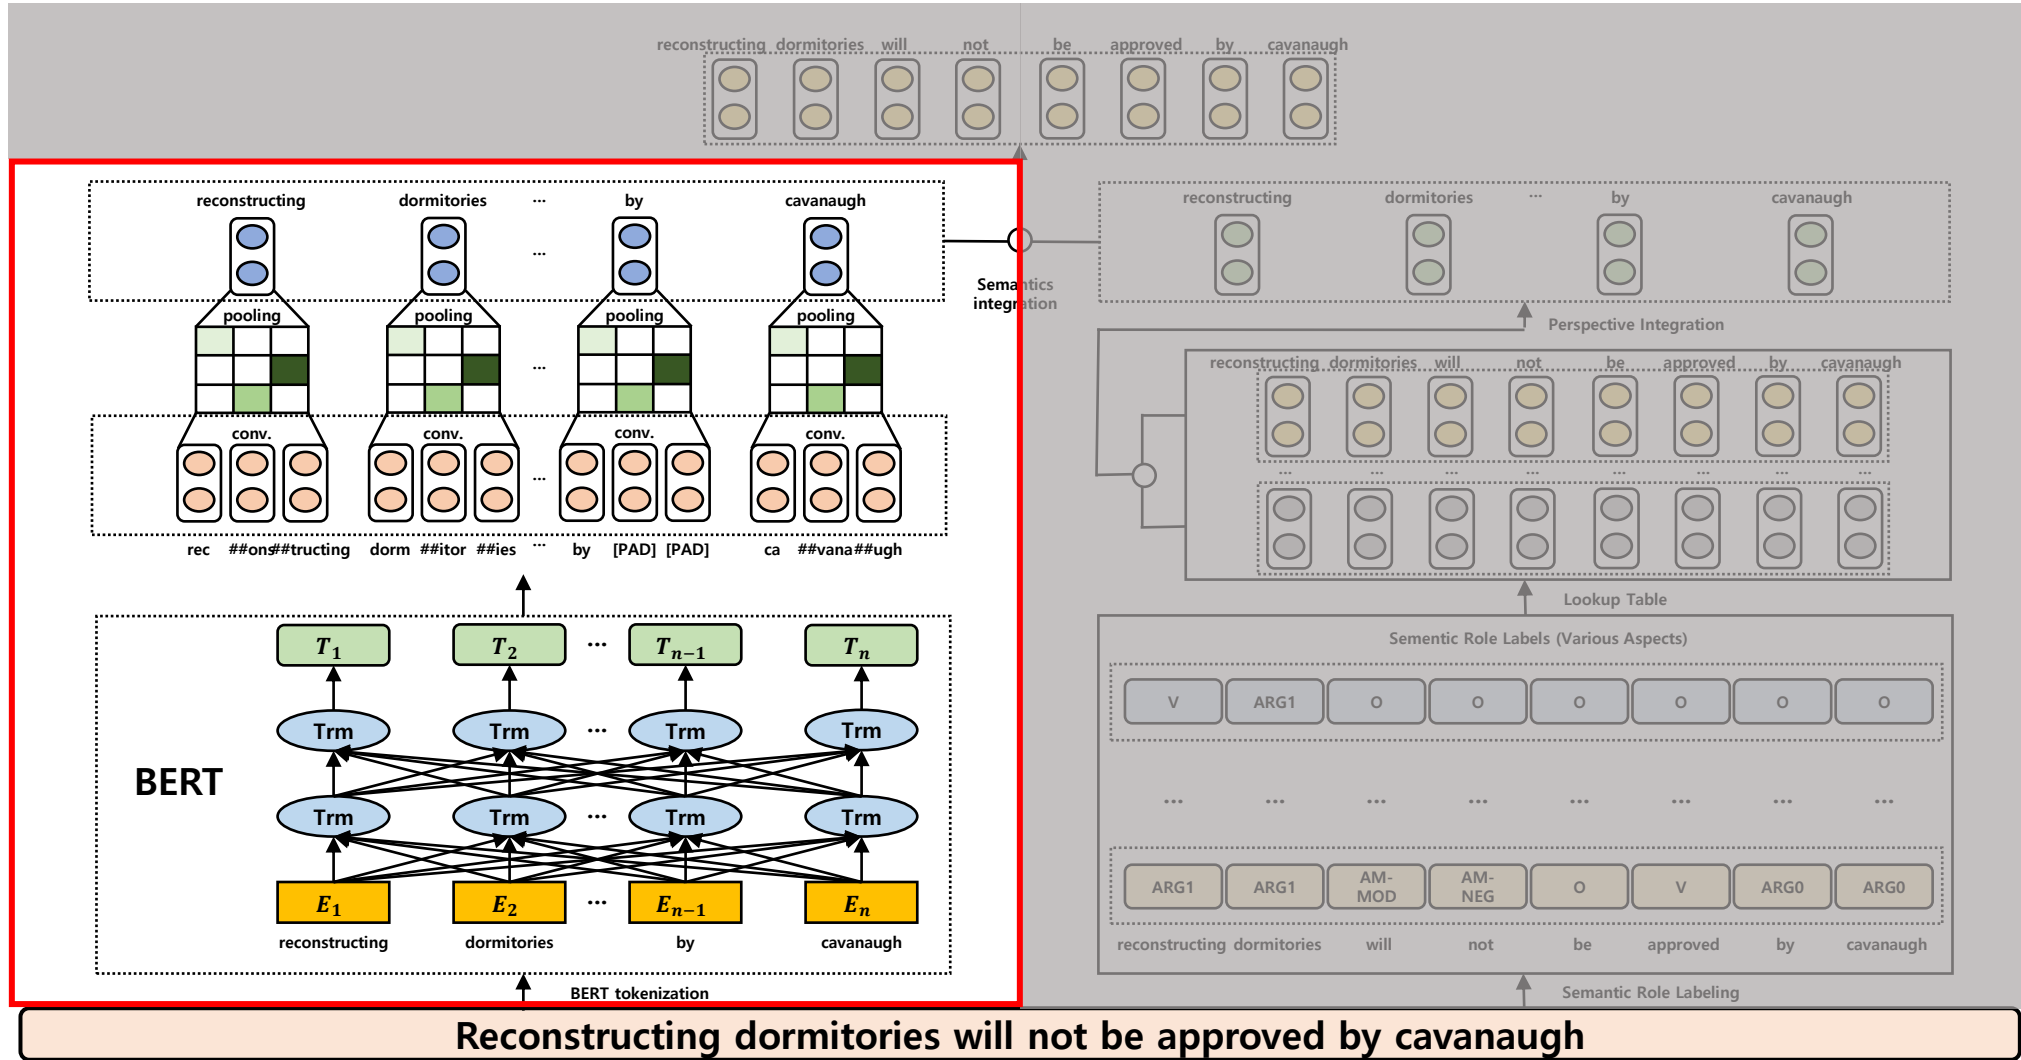 reconstructing dormitories will not be approved by cavanaugh
reconstructing dormitories ... by cavanaugh
...
pooling pooling pooling pooling
...
conv. conv. conv. conv.
...
rec ##ons ##tructing dorm ##itor ##ies ... by [PAD] [PAD] ca ##vana ##ugh
Semantics
integration
BERT
T1 T2 ... Tn−1 Tn
Trm Trm ... Trm Trm
Trm Trm ... Trm Trm
E1 E2 ... En−1 En
reconstructing dormitories by cavanaugh
BERT tokenization
reconstructing dormitories ... by cavanaugh
Perspective Integration
reconstructing dormitories will not be approved by cavanaugh
... ... ... ... ... ... ... ...
Lookup Table
Sementic Role Labels (Various Aspects)
V ARG1 O O O O O O
... ... ... ... ... ... ... ...
ARG1 ARG1 AM-MOD AM-NEG O V ARG0 ARG0
reconstructing dormitories will not be approved by cavanaugh
Semantic Role Labeling
Reconstructing dormitories will not be approved by cavanaugh